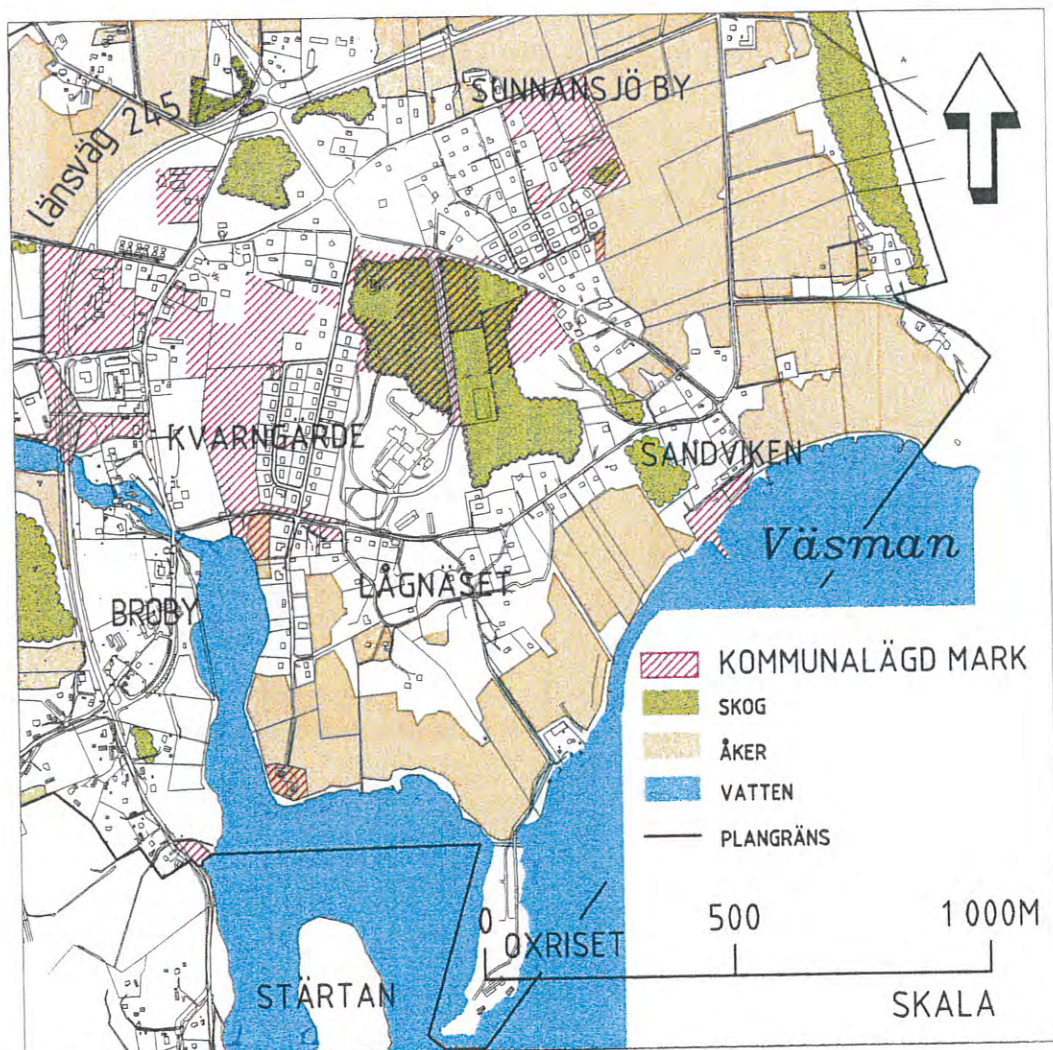 SUNNANSJÖ BY
länsväg 245
KVARNGÄRDE
SANDVIKEN
Väsman
LÅGNÄSET
BROBY
KOMMUNALÄGD MARK
SKOG
ÅKER
VATTEN
PLANGRÄNS
0 500 1 000M
OXRISET
STÄRTAN
SKALA